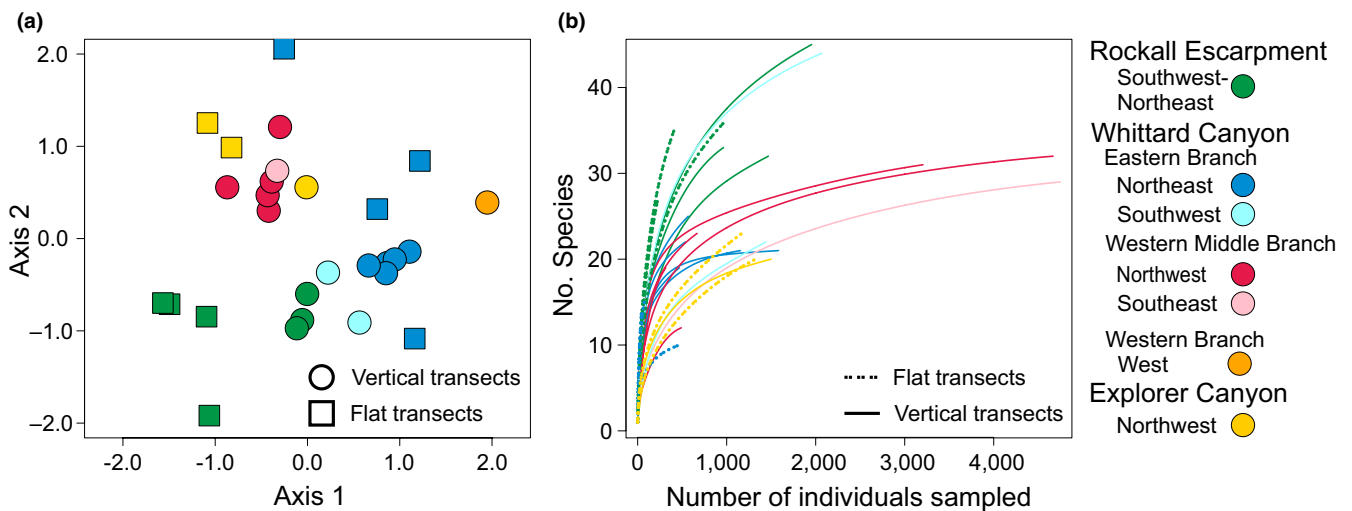 (a)
2.0
1.0
0.0
–1.0
–2.0
Axis 2
-2.0
-1.0
0.0
1.0
2.0
Axis 1
Vertical transects
Flat transects
(b)
40
30
20
10
0
No. Species
0
1,000
2,000
3,000
4,000
Number of individuals sampled
Flat transects
Vertical transects
Rockall Escarpment
Southwest-
Northeast
Whittard Canyon
Eastern Branch
Northeast
Southwest
Western Middle Branch
Northwest
Southeast
Western Branch
West
Explorer Canyon
Northwest